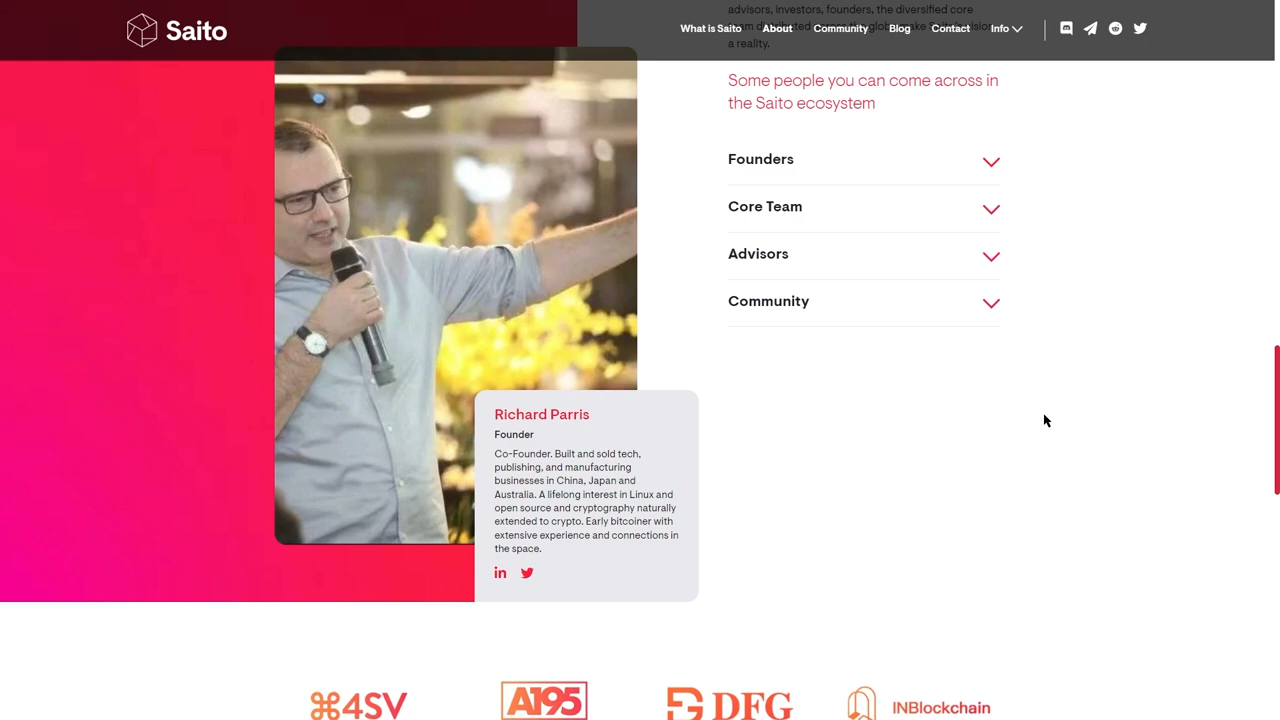 Saito
What is Saito
About
Community
Blog
Contact
Info
advisors, investors, founders, the diversified core
a reality.
Some people you can come across in
the Saito ecosystem
Founders
Core Team
Advisors
Community
Richard Parris
Founder
Co-Founder. Built and sold tech,
publishing, and manufacturing
businesses in China, Japan and
Australia. A lifelong interest in Linux and
open source and cryptography naturally
extended to crypto. Early bitcoiner with
extensive experience and connections in
the space.
in
⌘4SV
A195
DFG
INBlockchain